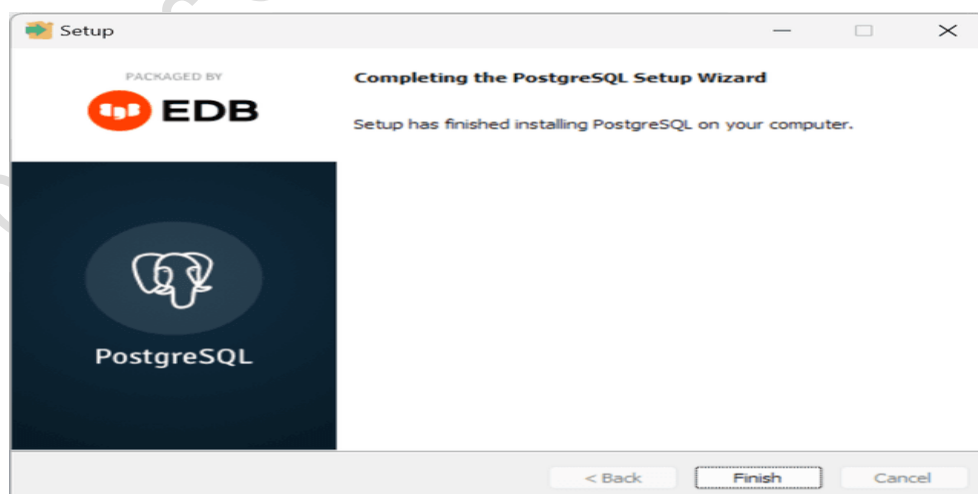 Setup
PACKAGED BY
EDB
Completing the PostgreSQL Setup Wizard
Setup has finished installing PostgreSQL on your computer.
PostgreSQL
< Back
Finish
Cancel